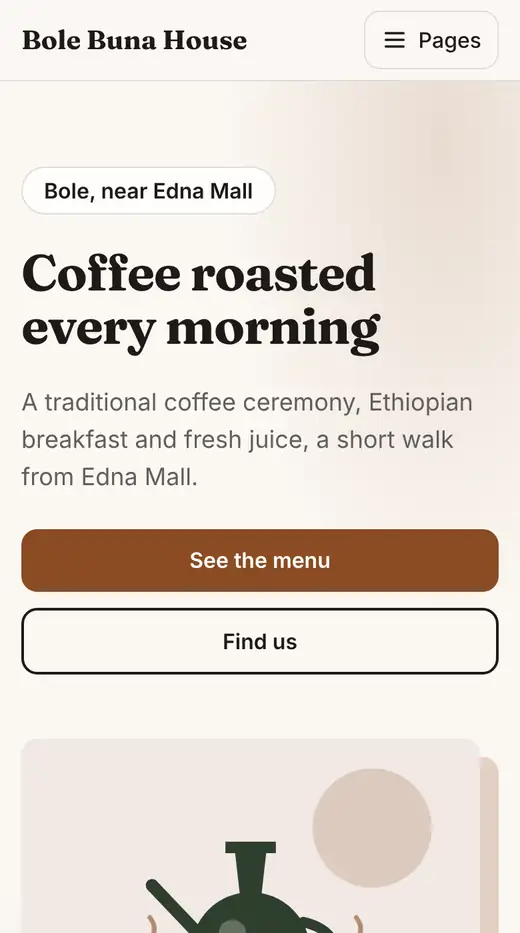 Bole Buna House
Pages
Bole, near Edna Mall
Coffee roasted
every morning
A traditional coffee ceremony, Ethiopian
breakfast and fresh juice, a short walk
from Edna Mall.
See the menu
Find us